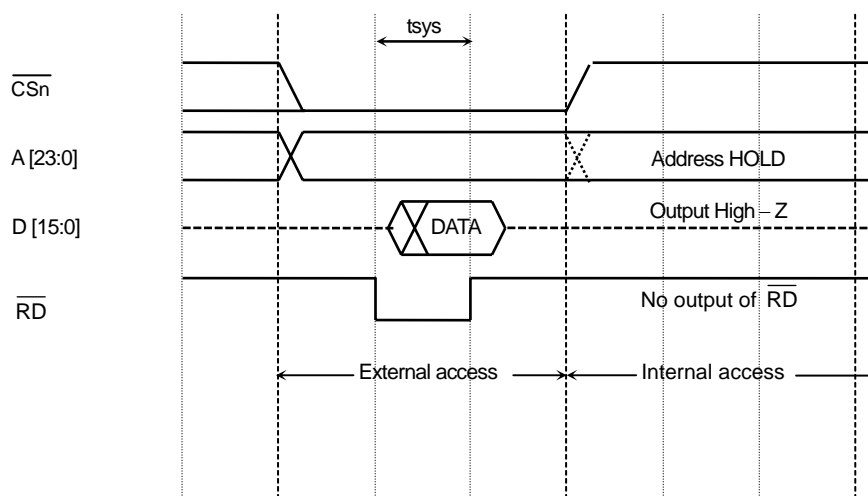 tsys
CSn
A [23:0]
Address HOLD
D [15:0]
DATA
Output High – Z
RD
No output of RD
External access
Internal access